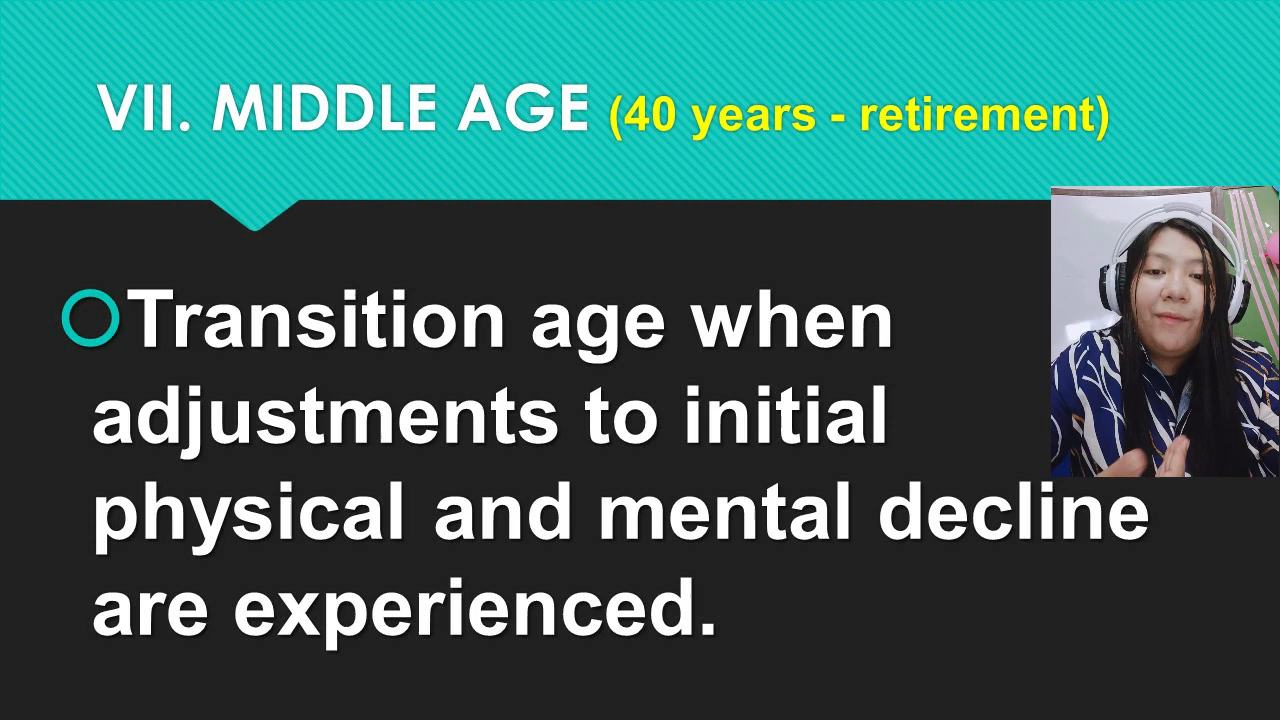 VII. MIDDLE AGE (40 years - retirement)
Transition age when
adjustments to initial
physical and mental decline
are experienced.